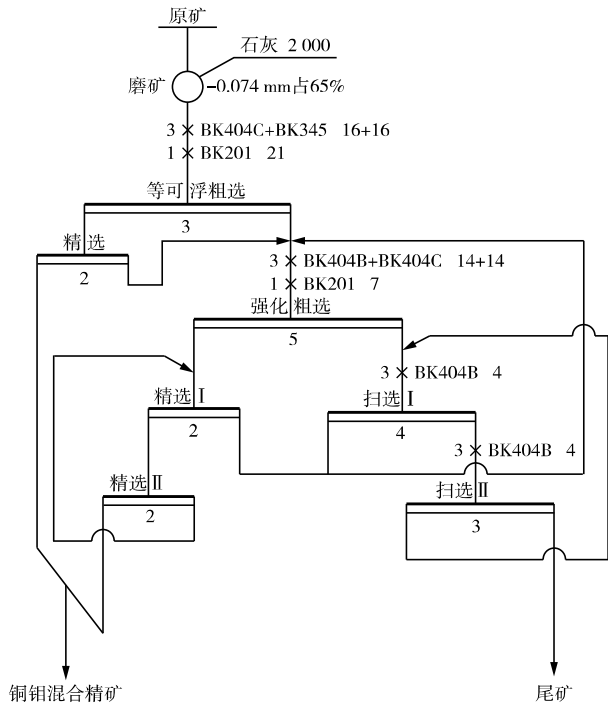 原矿
石灰 2 000
磨矿
-0.074 mm占65%
3 BK404C+BK345 16+16
1 BK201 21
等可浮粗选
3
精选
2
3 BK404B+BK404C 14+14
1 BK201 7
强化粗选
5
3 BK404B 4
精选Ⅰ
2
扫选Ⅰ
4
3 BK404B 4
精选Ⅱ
2
扫选Ⅱ
3
铜钼混合精矿
尾矿